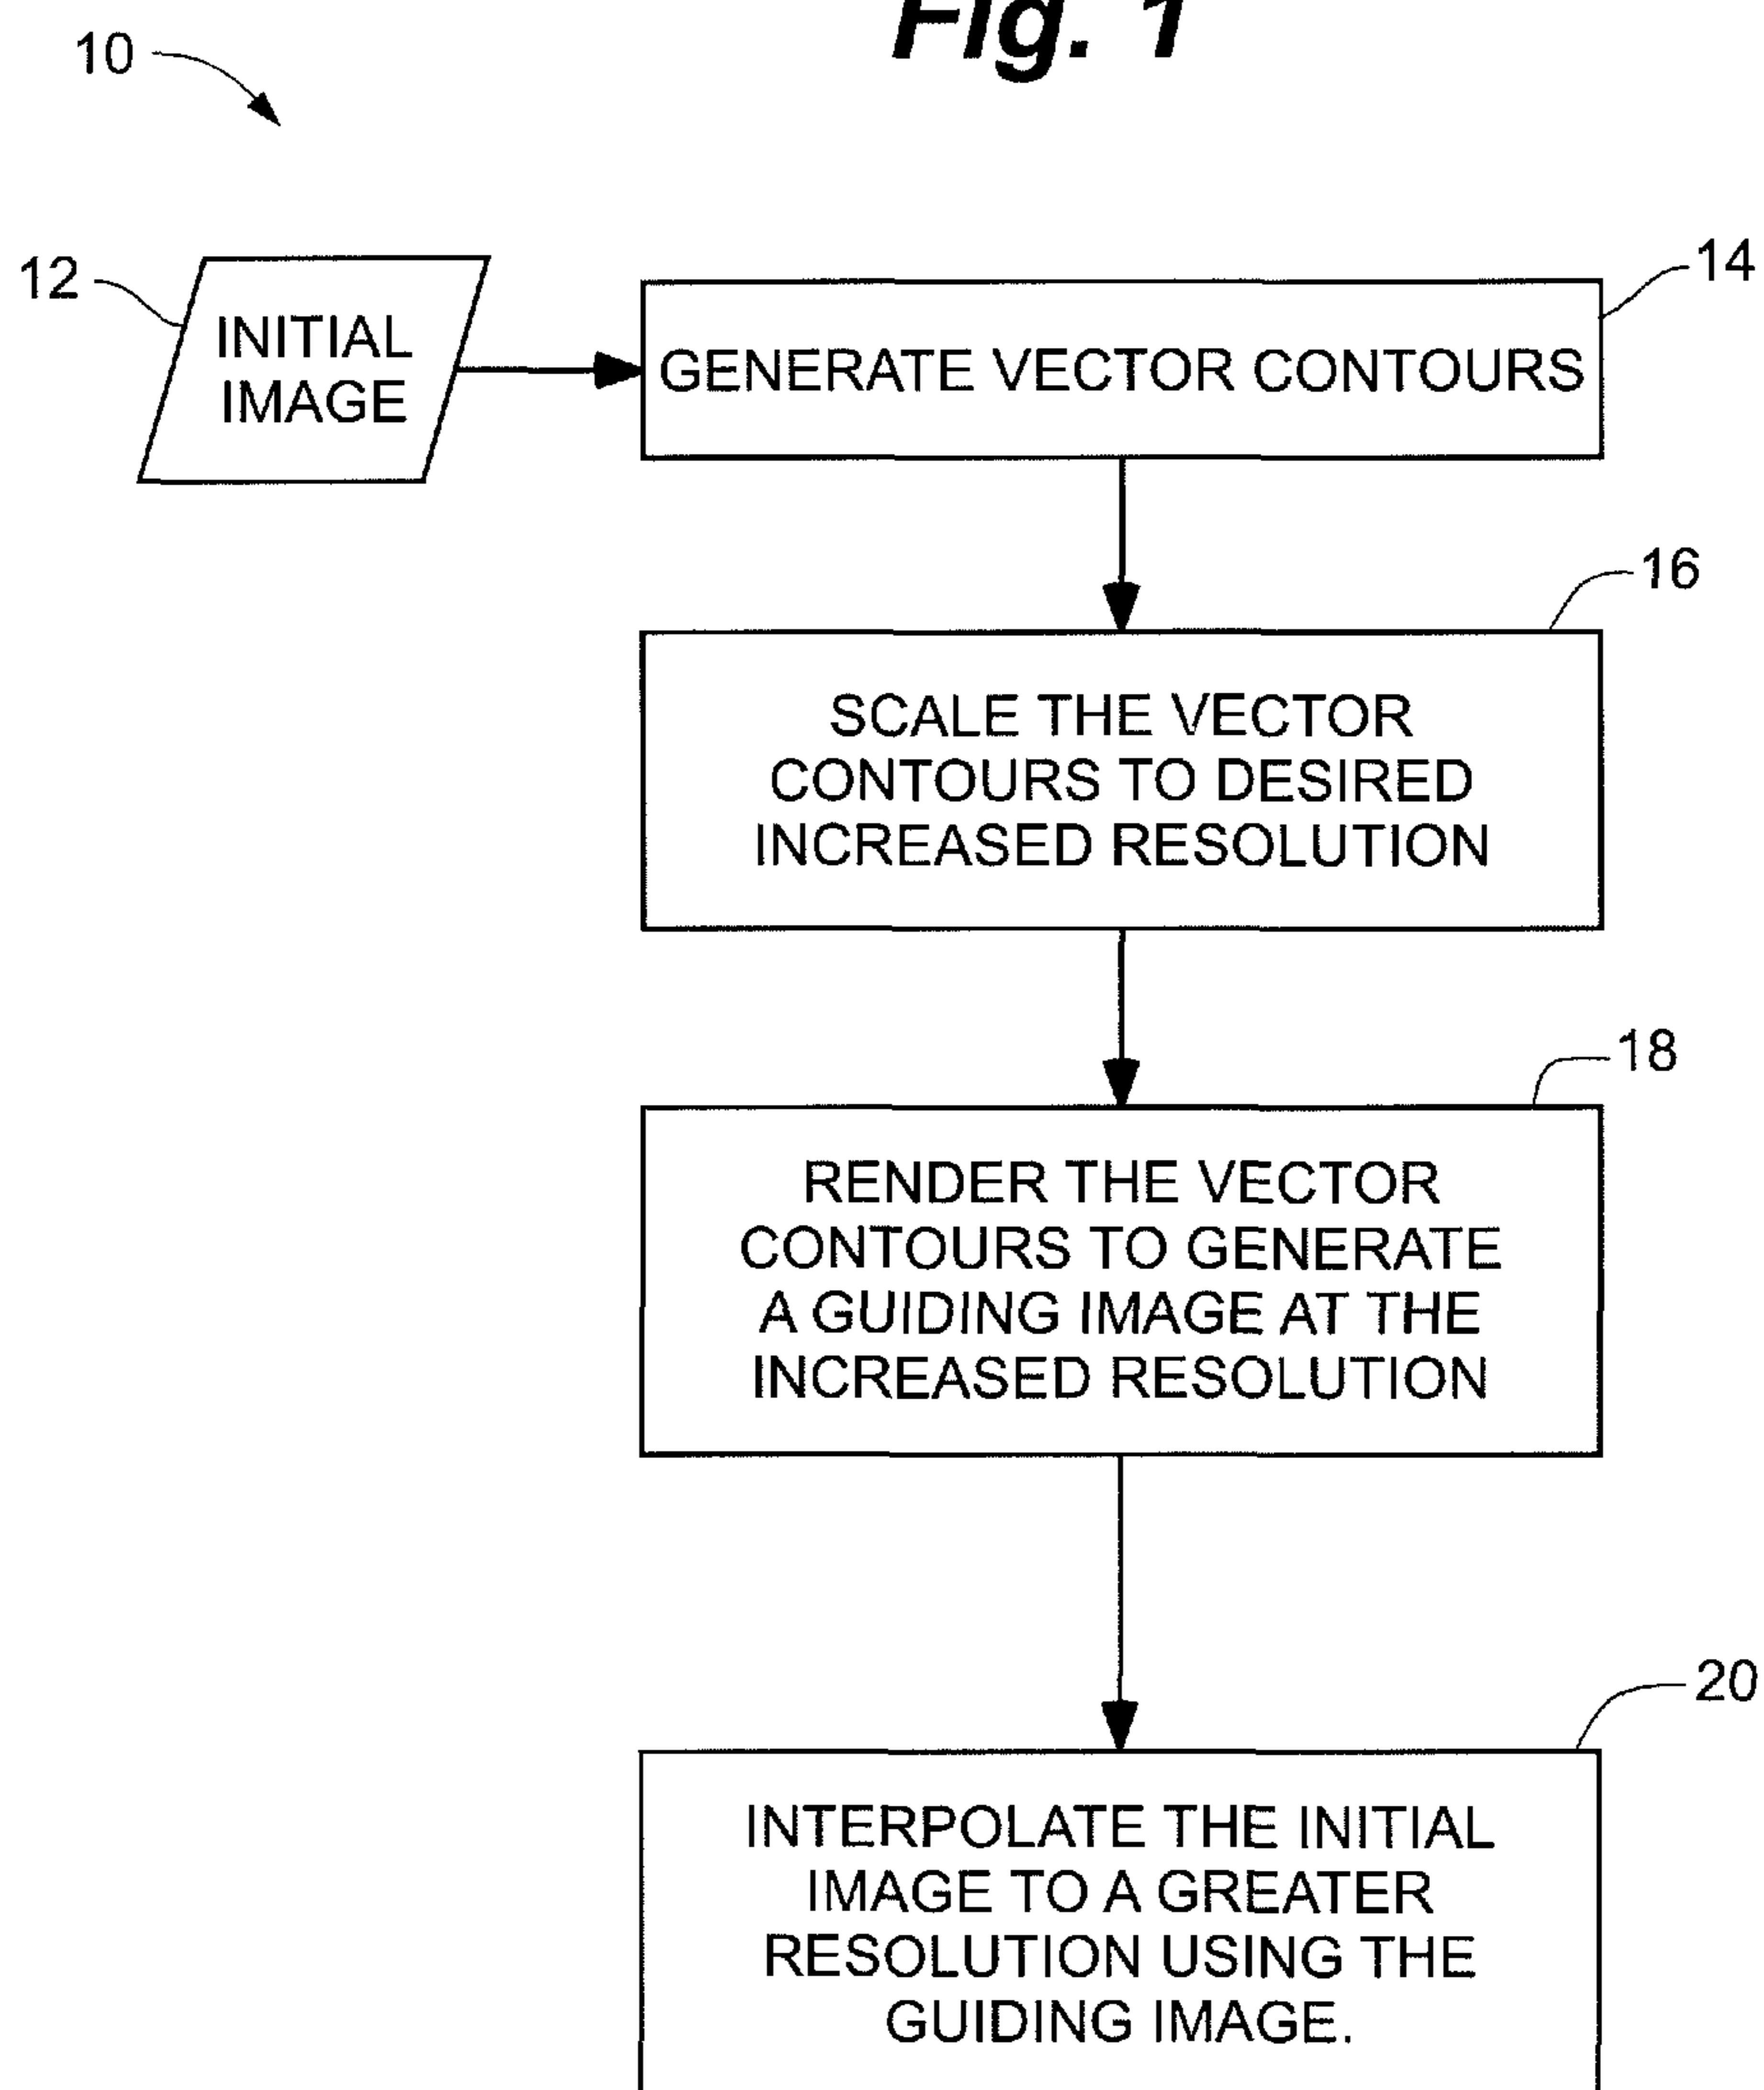 Fig. 1
10
12
INITIAL
IMAGE
14
GENERATE VECTOR CONTOURS
16
SCALE THE VECTOR
CONTOURS TO DESIRED
INCREASED RESOLUTION
18
RENDER THE VECTOR
CONTOURS TO GENERATE
A GUIDING IMAGE AT THE
INCREASED RESOLUTION
20
INTERPOLATE THE INITIAL
IMAGE TO A GREATER
RESOLUTION USING THE
GUIDING IMAGE.